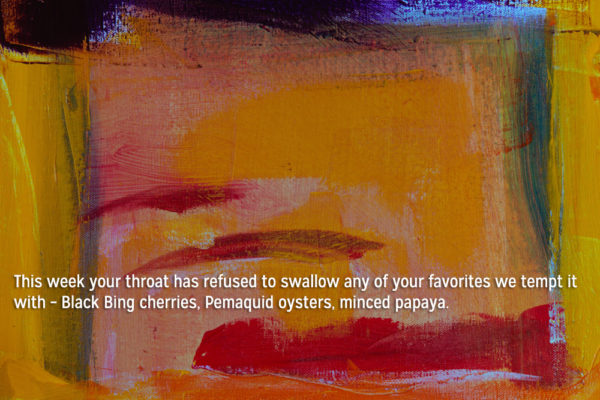 This week your throat has refused to swallow any of your favorites we tempt it
with – Black Bing cherries, Pemaquid oysters, minced papaya.